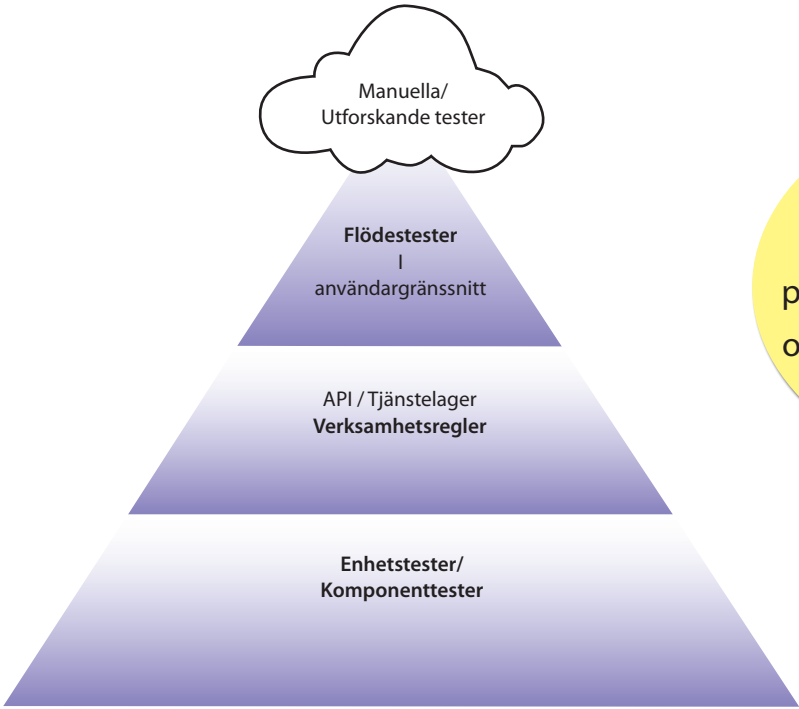 Manuella/
Utforskande tester
Flödestester
I
användargränssnitt
API / Tjänstelager
Verksamhetsregler
Enhetstester/
Komponenttester
p
o